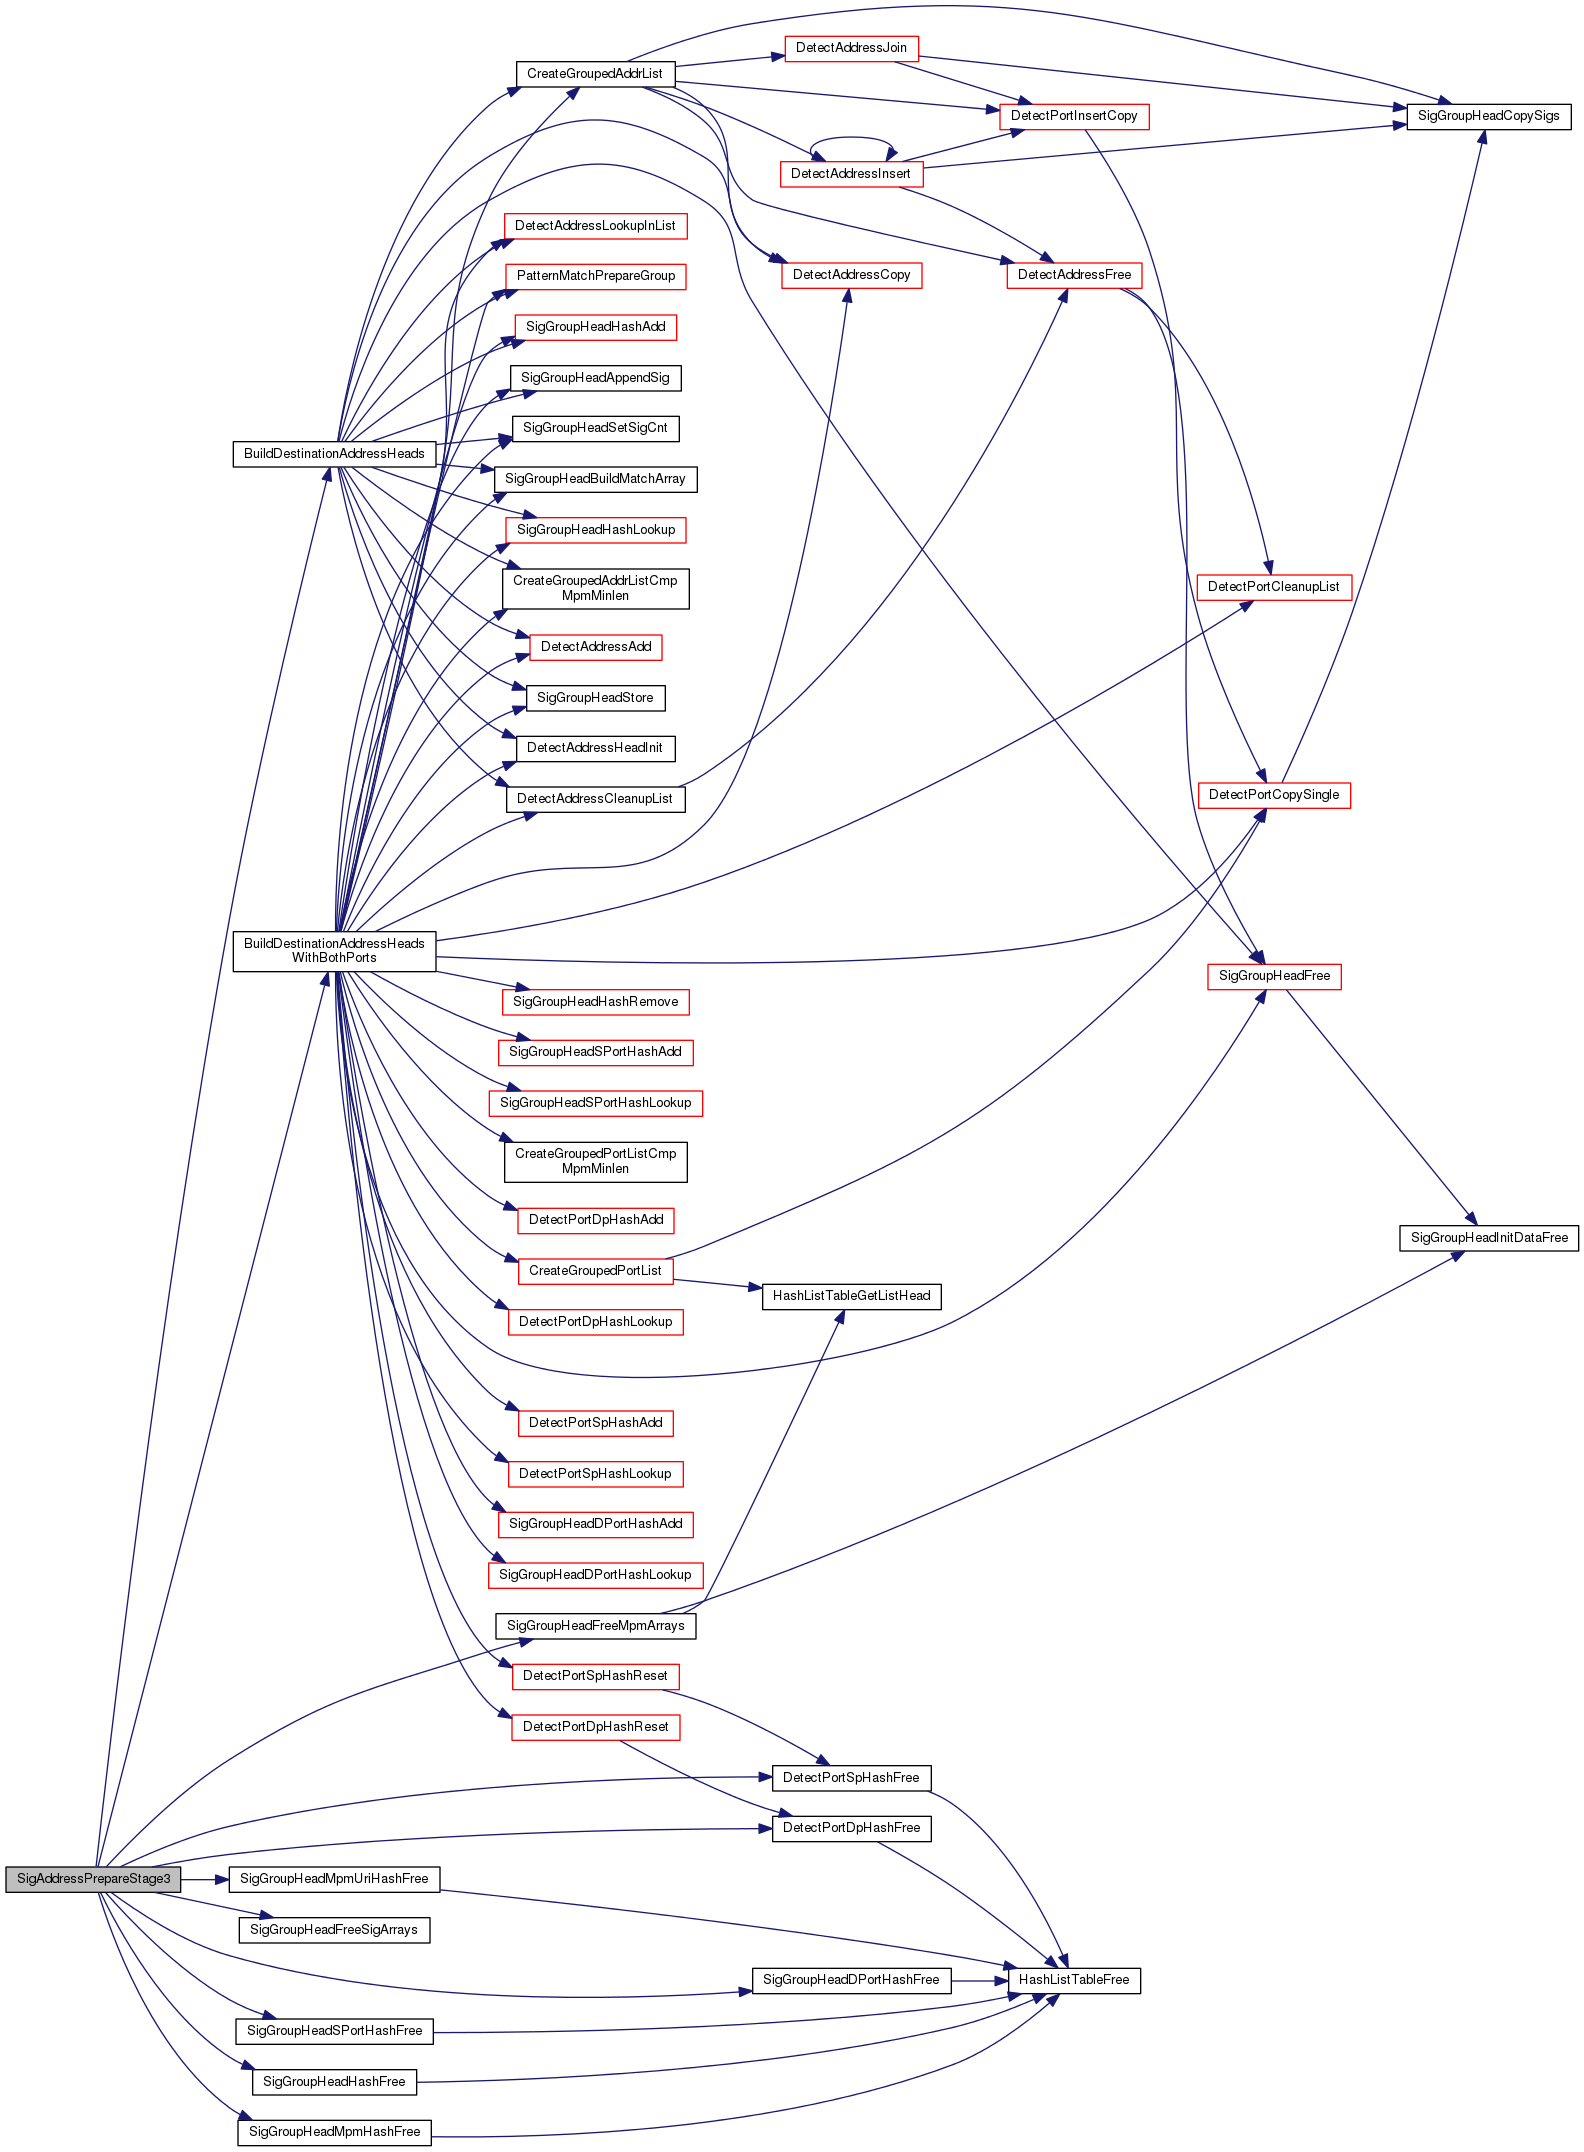 DetectAddressJoin
CreateGroupedAddrList
DetectPortInsertCopy
SigGroupHeadCopySigs
DetectAddressInsert
DetectAddressLookupInList
PatternMatchPrepareGroup
DetectAddressCopy
DetectAddressFree
SigGroupHeadHashAdd
SigGroupHeadAppendSig
SigGroupHeadSetSigCnt
BuildDestinationAddressHeads
SigGroupHeadBuildMatchArray
SigGroupHeadHashLookup
CreateGroupedAddrListCmp
MpmMinlen
DetectPortCleanupList
DetectAddressAdd
SigGroupHeadStore
DetectAddressHeadInit
DetectAddressCleanupList
DetectPortCopySingle
BuildDestinationAddressHeads
WithBothPorts
SigGroupHeadFree
SigGroupHeadHashRemove
SigGroupHeadSPortHashAdd
SigGroupHeadSPortHashLookup
CreateGroupedPortListCmp
MpmMinlen
DetectPortDpHashAdd
SigGroupHeadInitDataFree
CreateGroupedPortList
HashListTableGetListHead
DetectPortDpHashLookup
DetectPortSpHashAdd
DetectPortSpHashLookup
SigGroupHeadDPortHashAdd
SigGroupHeadDPortHashLookup
SigGroupHeadFreeMpmArrays
DetectPortSpHashReset
DetectPortDpHashReset
DetectPortSpHashFree
DetectPortDpHashFree
SigAddressPrepareStage3
SigGroupHeadMpmUriHashFree
SigGroupHeadFreeSigArrays
SigGroupHeadDPortHashFree
HashListTableFree
SigGroupHeadSPortHashFree
SigGroupHeadHashFree
SigGroupHeadMpmHashFree